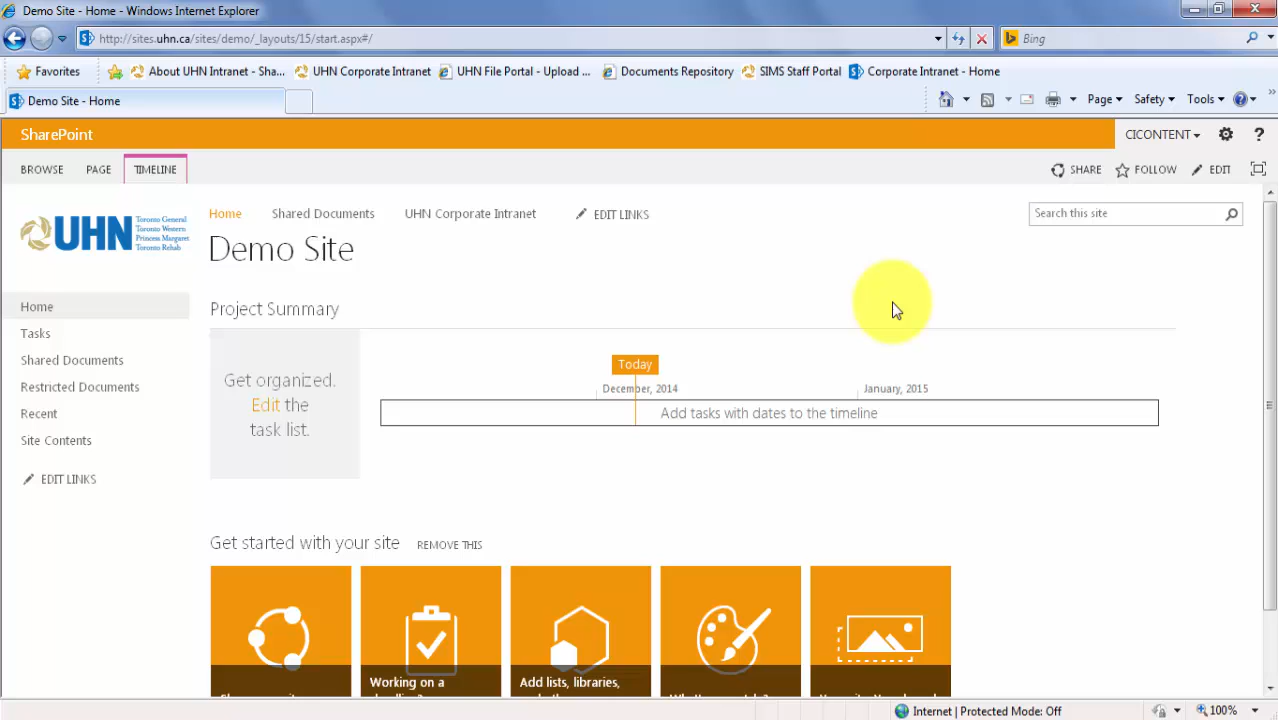 Demo Site - Home - Windows Internet Explorer
http://sites.uhn.ca/sites/demo/_layouts/15/start.aspx#/
Bing
Favorites
About UHN Intranet - Sha...
UHN Corporate Intranet
UHN File Portal - Upload ...
Documents Repository
SIMS Staff Portal
Corporate Intranet - Home
Demo Site - Home
Page
Safety
Tools
SharePoint
CICONTENT
BROWSE
PAGE
TIMELINE
SHARE
FOLLOW
EDIT
UHN
Toronto General
Toronto Western
Princess Margaret
Toronto Rehab
Home
Shared Documents
UHN Corporate Intranet
EDIT LINKS
Search this site
Demo Site
Home
Tasks
Shared Documents
Restricted Documents
Recent
Site Contents
EDIT LINKS
Project Summary
Get organized.
Edit the
task list.
Today
December, 2014
January, 2015
Add tasks with dates to the timeline
Get started with your site
REMOVE THIS
Working on a
Add lists, libraries,
Internet | Protected Mode: Off
100%